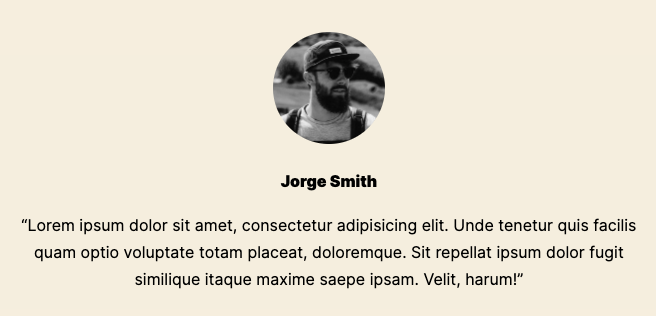 Jorge Smith
“Lorem ipsum dolor sit amet, consectetur adipisicing elit. Unde tenetur quis facilis
quam optio voluptate totam placeat, doloremque. Sit repellat ipsum dolor fugit
similique itaque maxime saepe ipsam. Velit, harum!”